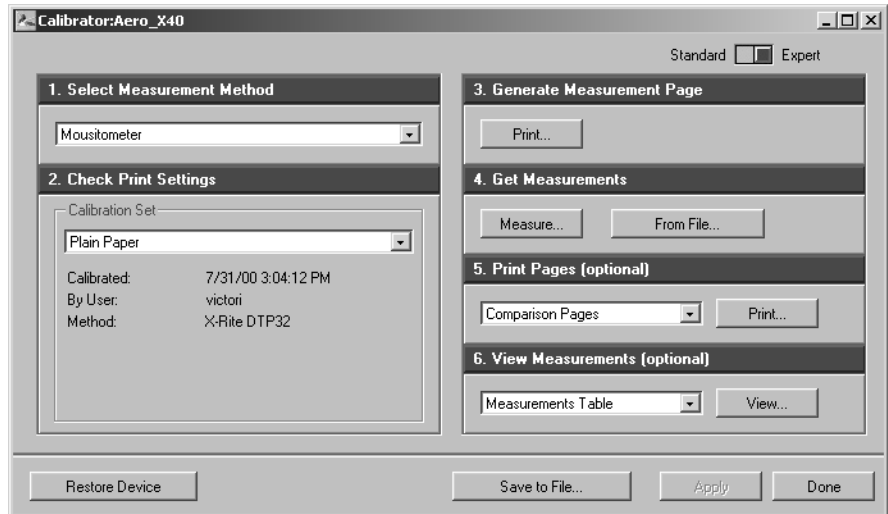 Calibrator:Aero_X40
Standard Expert
1. Select Measurement Method
Mousitometer
2. Check Print Settings
Calibration Set
Plain Paper
Calibrated: 7/31/00 3:04:12 PM
By User: victori
Method: X-Rite DTP32
3. Generate Measurement Page
Print...
4. Get Measurements
Measure... From File...
5. Print Pages (optional)
Comparison Pages Print...
6. View Measurements (optional)
Measurements Table View...
Restore Device Save to File... Apply Done